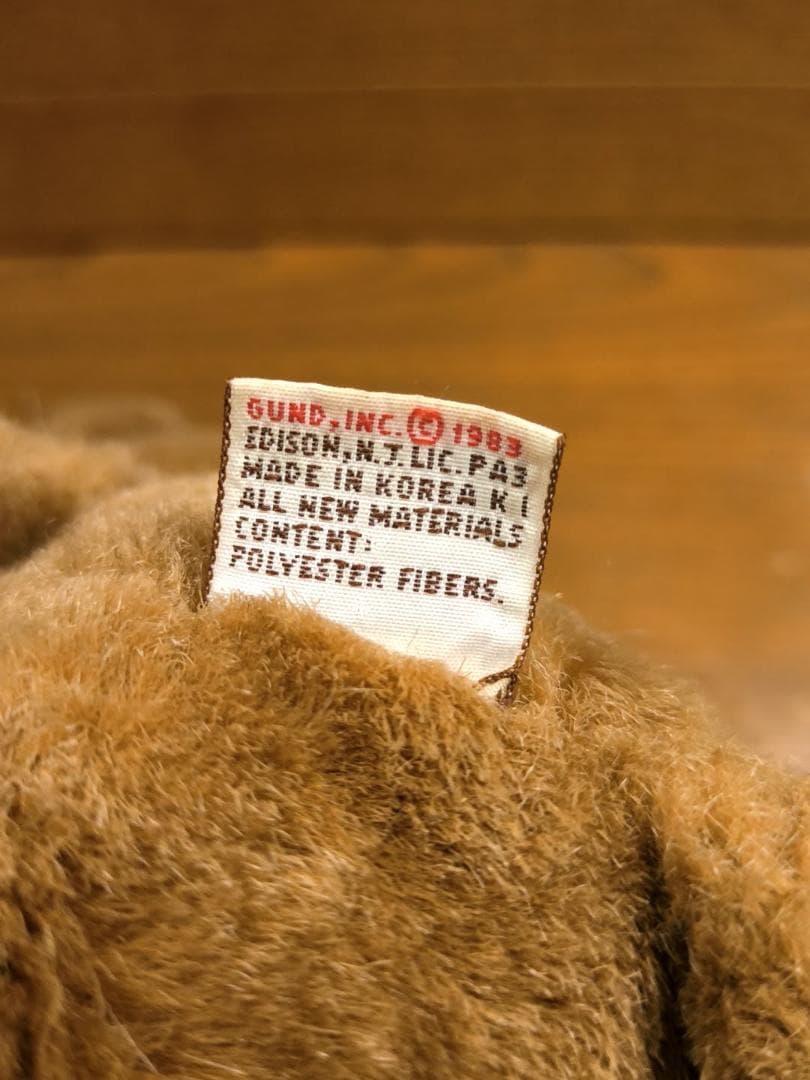 GUND, INC. © 1983
EDISON, N.J. LIC. PA3
MADE IN KOREA K I
ALL NEW MATERIALS
CONTENT:
POLYESTER FIBERS.